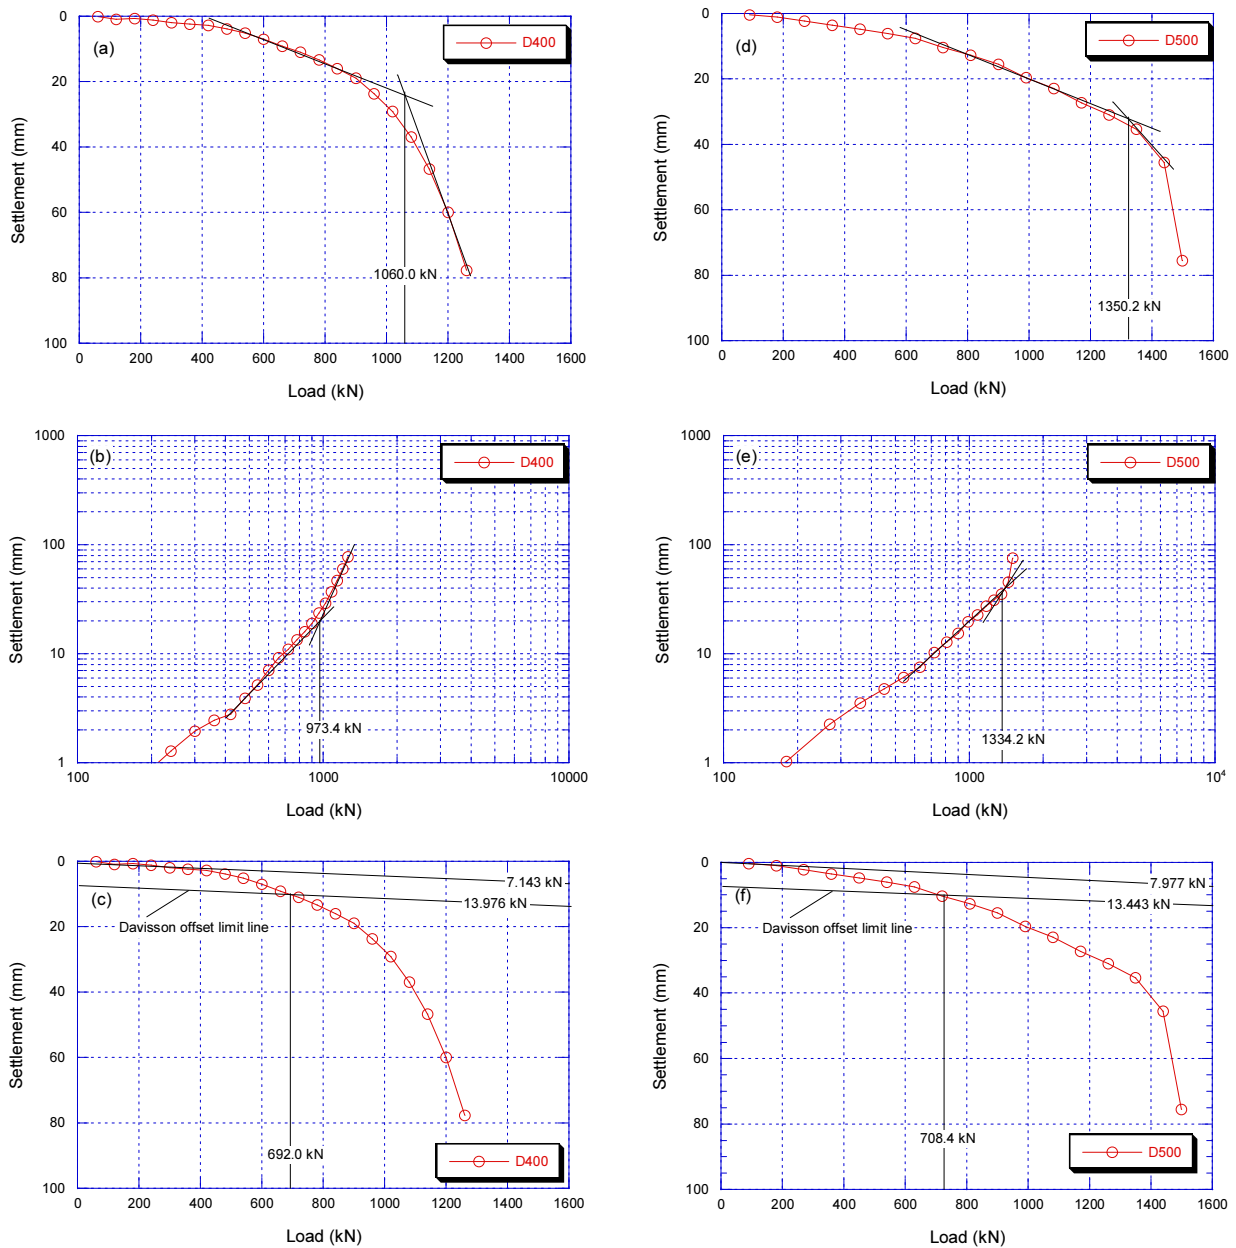 (a)
D400
0
20
40
60
80
100
Settlement (mm)
1060.0 kN
0 200 400 600 800 1000 1200 1400 1600
Load (kN)
(d)
D500
0
20
40
60
80
100
Settlement (mm)
1350.2 kN
0 200 400 600 800 1000 1200 1400 1600
Load (kN)
(b)
D400
1000
100
10
1
Settlement (mm)
973.4 kN
100 1000 10000
Load (kN)
(e)
D500
1000
100
10
1
Settlement (mm)
1334.2 kN
100 1000 10⁴
Load (kN)
(c)
0
20
40
60
80
100
Settlement (mm)
7.143 kN
13.976 kN
Davisson offset limit line
692.0 kN
D400
0 200 400 600 800 1000 1200 1400 1600
Load (kN)
(f)
0
20
40
60
80
100
Settlement (mm)
7.977 kN
13.443 kN
Davisson offset limit line
708.4 kN
D500
0 200 400 600 800 1000 1200 1400 1600
Load (kN)